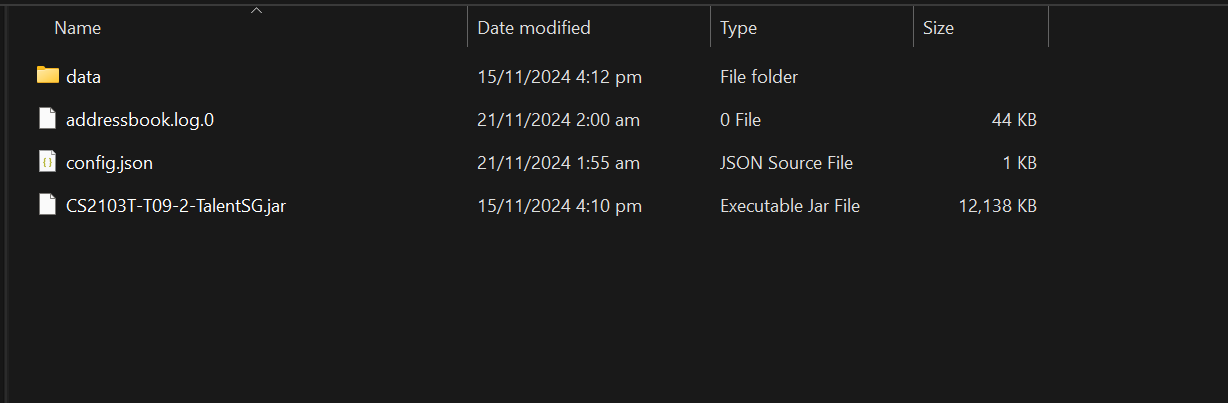 Name Date modified Type Size
data 15/11/2024 4:12 pm File folder
addressbook.log.0 21/11/2024 2:00 am 0 File 44 KB
config.json 21/11/2024 1:55 am JSON Source File 1 KB
CS2103T-T09-2-TalentSG.jar 15/11/2024 4:10 pm Executable Jar File 12,138 KB